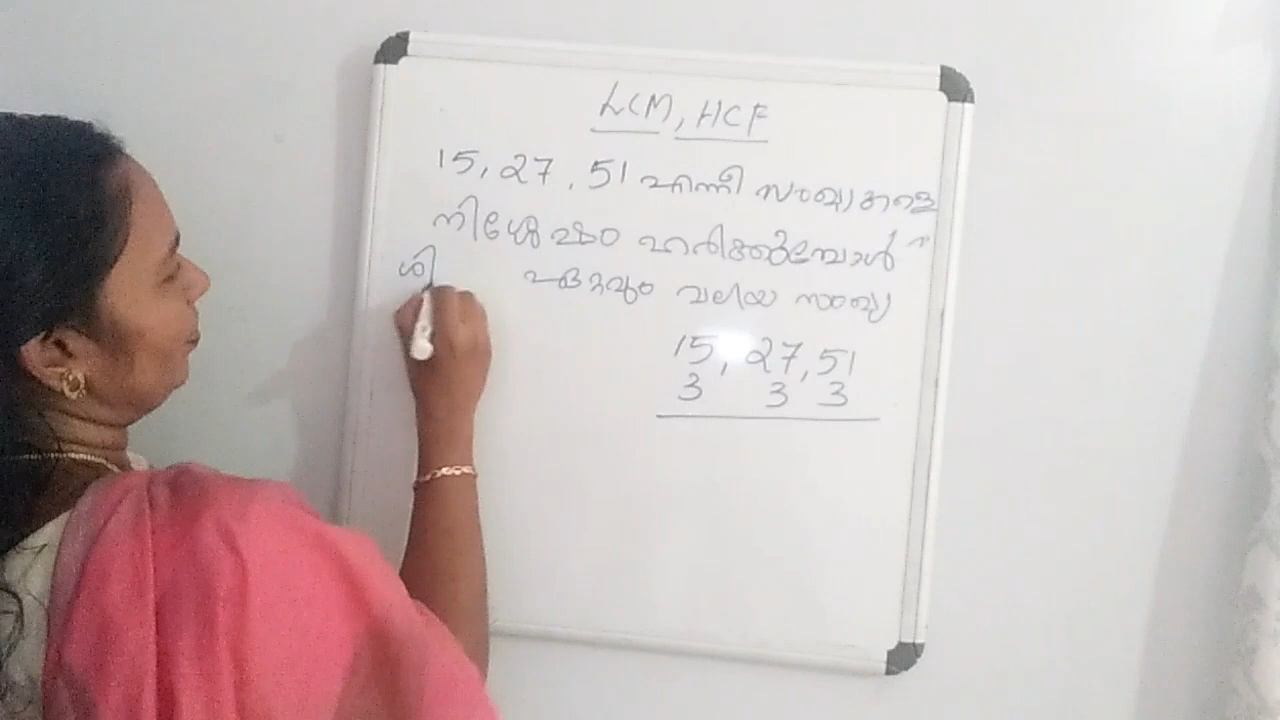 LCM, HCF
15, 27, 51 എന്നീ സംഖ്യകളെ
നിശ്ശേഷം ഹരിക്കുമ്പോൾ
ശി ഏറ്റവും വലിയ സംഖ്യ
15, 27, 51
3 3 3